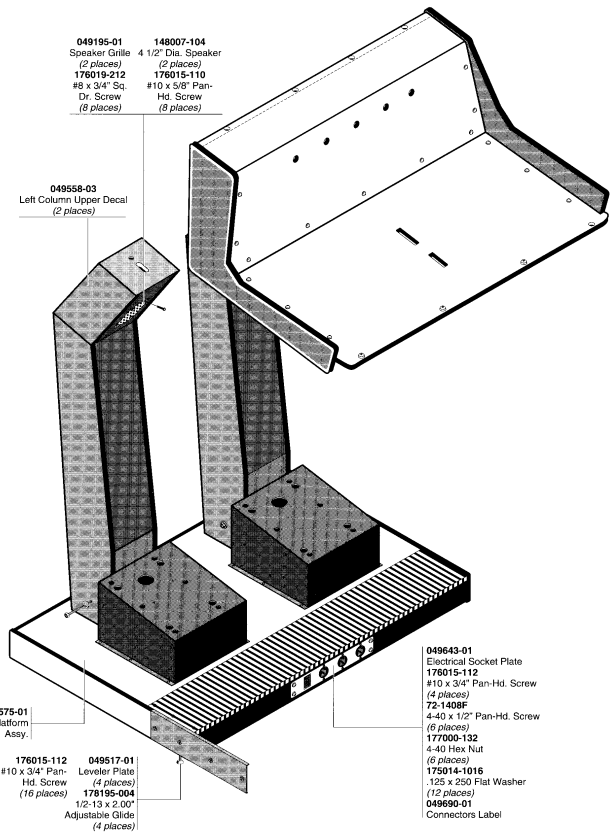 049195-01
Speaker Grille
(2 places)
176019-212
#8 x 3/4" Sq.
Dr. Screw
(8 places)
148007-104
4 1/2" Dia. Speaker
(2 places)
176015-110
#10 x 5/8" Pan-
Hd. Screw
(8 places)
049558-03
Left Column Upper Decal
(2 places)
575-01
latform
Assy.
176015-112
#10 x 3/4" Pan-
Hd. Screw
(16 places)
049517-01
Leveler Plate
(4 places)
178195-004
1/2-13 x 2.00"
Adjustable Glide
(4 places)
049643-01
Electrical Socket Plate
176015-112
#10 x 3/4" Pan-Hd. Screw
(4 places)
72-1408F
4-40 x 1/2" Pan-Hd. Screw
(6 places)
177000-132
4-40 Hex Nut
(6 places)
175014-1016
.125 x 250 Flat Washer
(12 places)
049690-01
Connectors Label